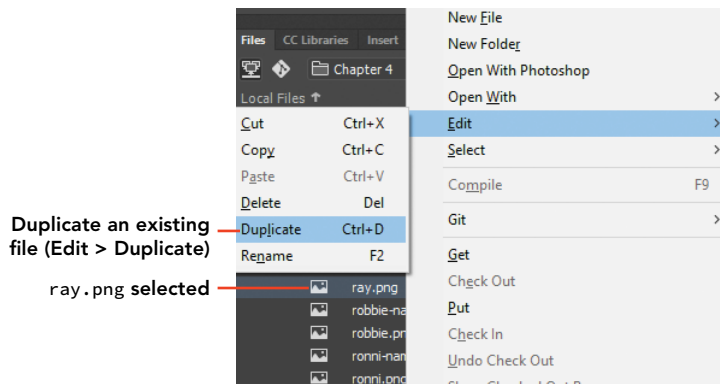 Files CC Libraries Insert
Chapter 4
Local Files
Cut Ctrl+X
Copy Ctrl+C
Paste Ctrl+V
Delete Del
Duplicate Ctrl+D
Rename F2
Duplicate an existing
file (Edit > Duplicate)
ray.png selected
ray.png
robbie-na
robbie.pn
ronni-nam
ronni.png
New File
New Folder
Open With Photoshop
Open With
Edit
Select
Compile F9
Git
Get
Check Out
Put
Check In
Undo Check Out